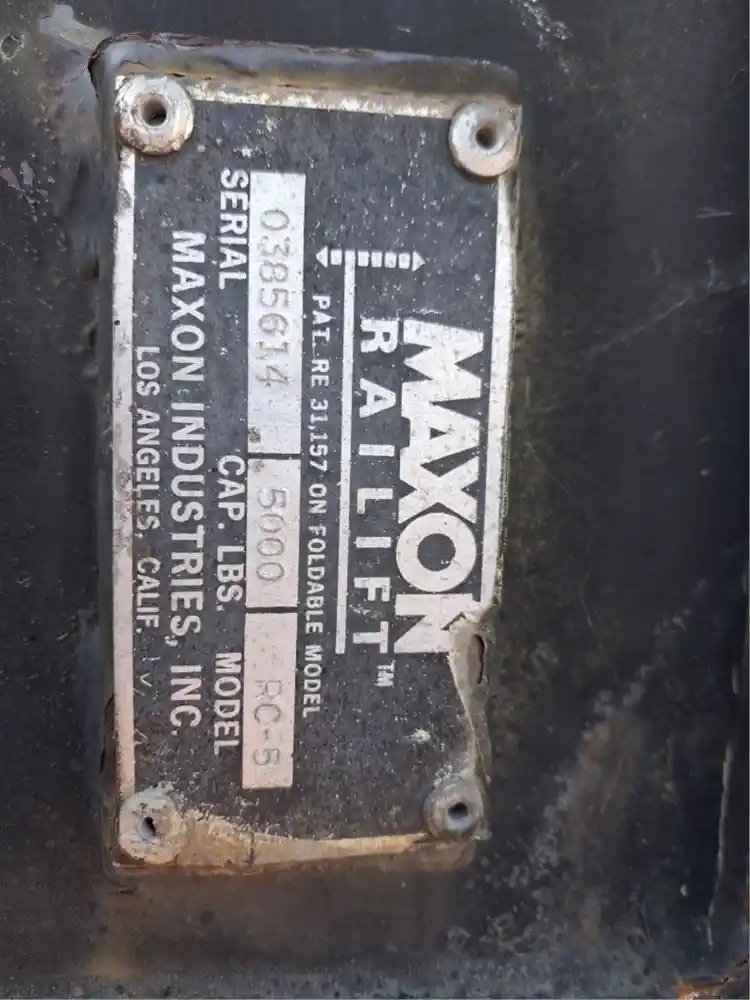 MAXON
RAILIFT™
PAT. RE 31,157 ON FOLDABLE MODEL
0385614 5000 RC-5
SERIAL CAP. LBS. MODEL
MAXON INDUSTRIES, INC.
LOS ANGELES, CALIF.